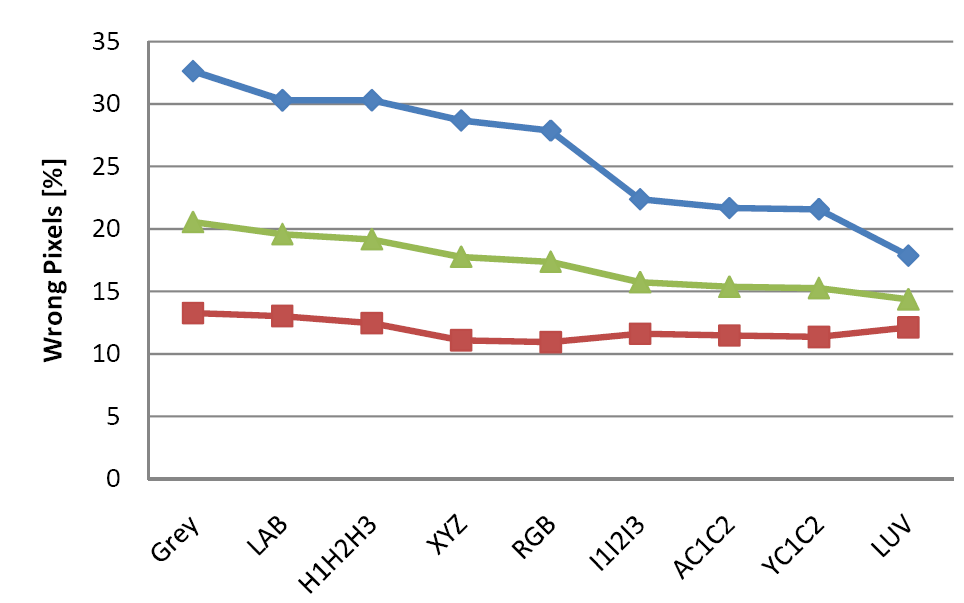 Wrong Pixels [%]
35
30
25
20
15
10
5
0
Grey
LAB
H1H2H3
XYZ
RGB
I1I2I3
AC1C2
YC1C2
LUV